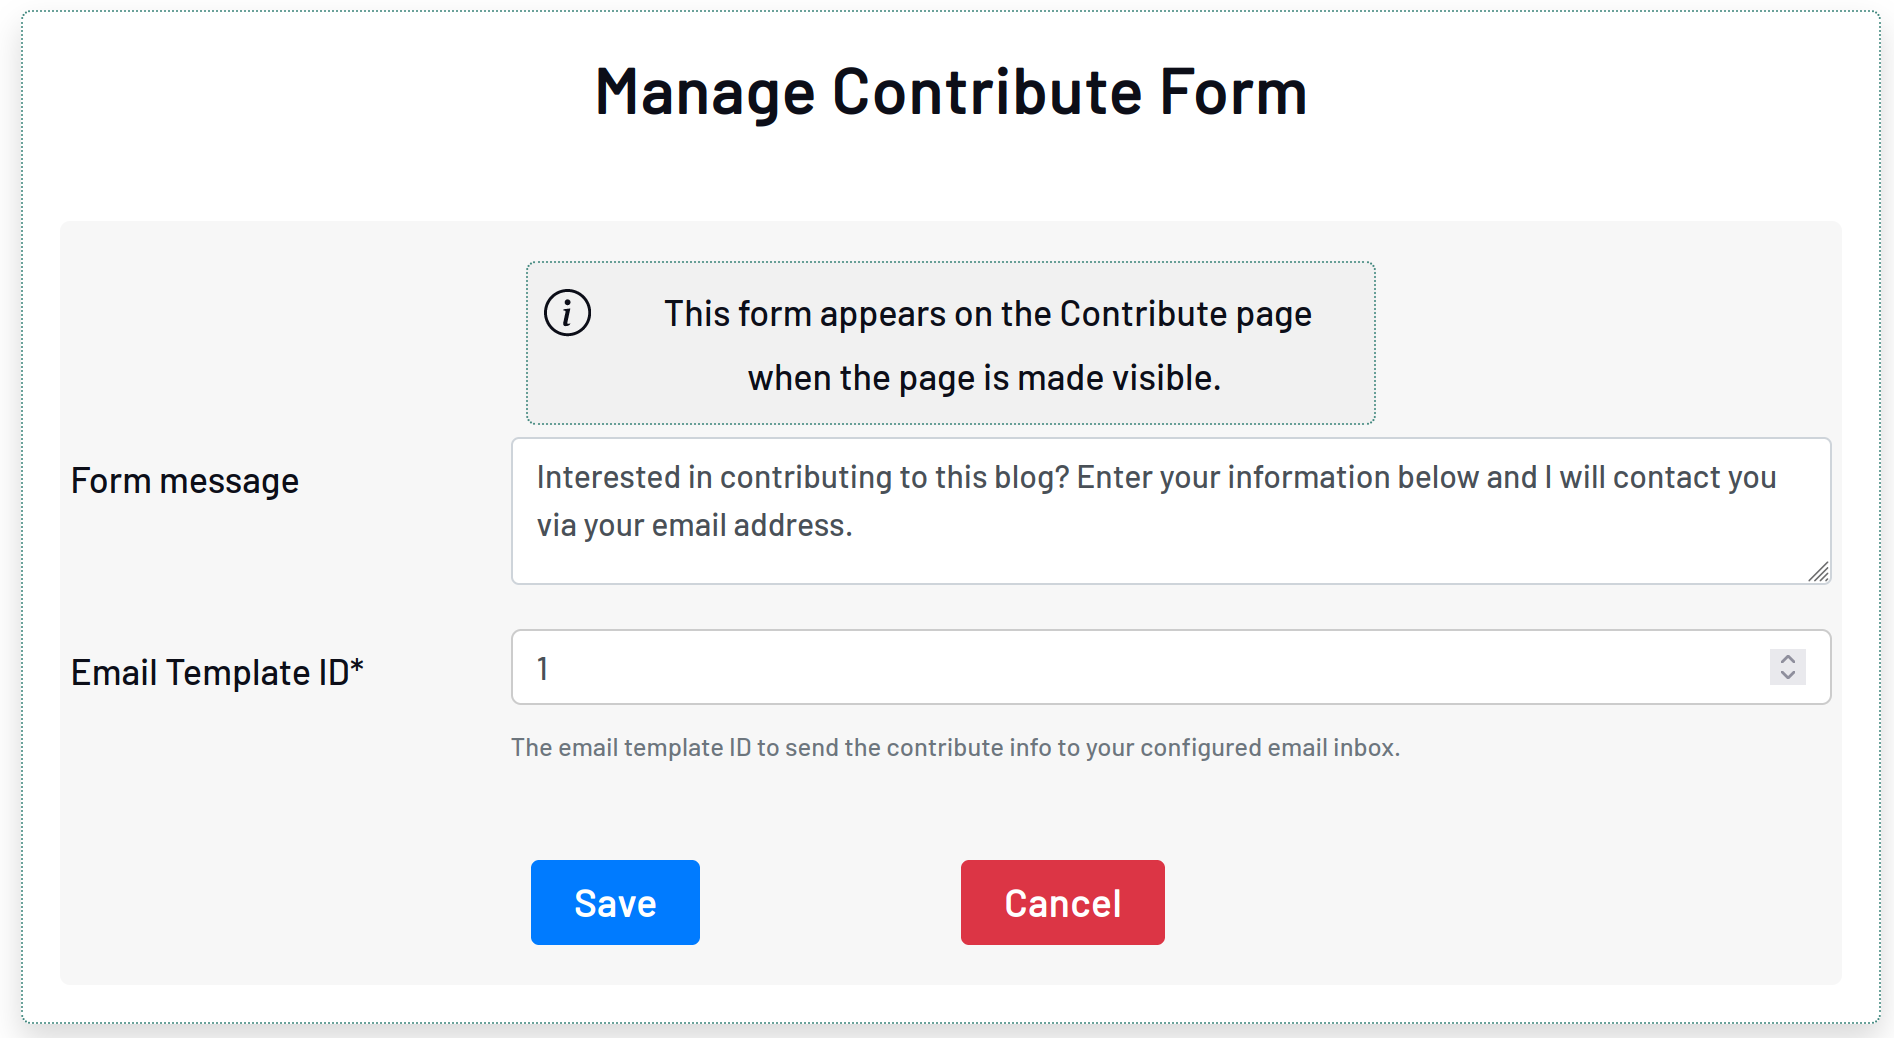 Manage Contribute Form
i
This form appears on the Contribute page
when the page is made visible.
Form message
Interested in contributing to this blog? Enter your information below and I will contact you
via your email address.
Email Template ID*
1
The email template ID to send the contribute info to your configured email inbox.
Save
Cancel